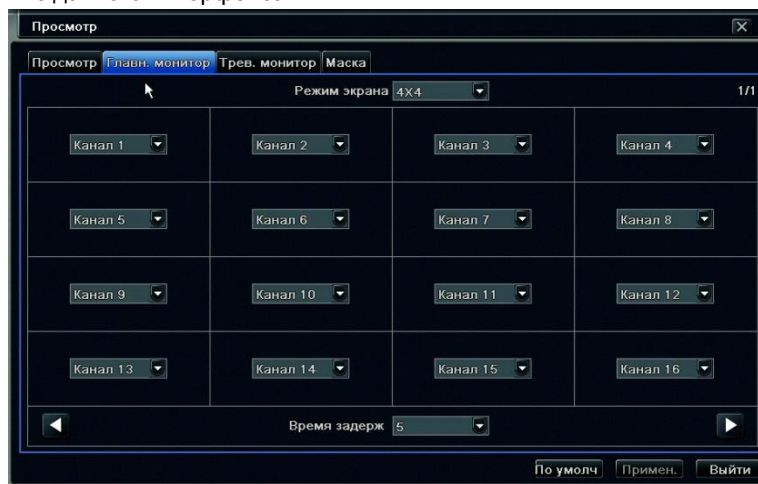 Просмотр
Просмотр Главн. монитор Трев. монитор Маска
Режим экрана 4X4 1/1
Канал 1 Канал 2 Канал 3 Канал 4
Канал 5 Канал 6 Канал 7 Канал 8
Канал 9 Канал 10 Канал 11 Канал 12
Канал 13 Канал 14 Канал 15 Канал 16
Время задерж 5
По умолч Примен. Выйти